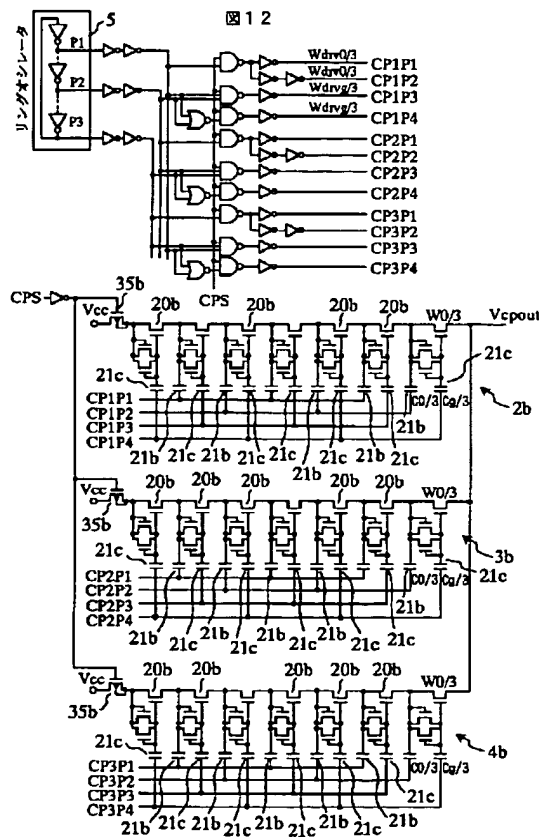 図12
5
リングオシレータ
P1
P2
P3
Wdrv0/3
CP1P1
Wdrv0/3
CP1P2
Wdrvg/3
CP1P3
Wdrvg/3
CP1P4
CP2P1
CP2P2
CP2P3
CP2P4
CP3P1
CP3P2
CP3P3
CP3P4
CPS
CPS
35b
Vcc
20b 20b 20b 20b
W0/3
Vcpout
21c
21c
CP1P1
CP1P2
CP1P3
CP1P4
C0/3 Cg/3
2b
21b 21c 21b 21c 21b 21c 21b 21c
21b
21c
Vcc
35b
20b 20b 20b 20b
W0/3
3b
21c
21c
CP2P1
CP2P2
CP2P3
CP2P4
C0/3 Cg/3
21b
21b 21c 21b 21c 21b 21c 21b 21c 21c
Vcc
35b
20b 20b 20b 20b
W0/3
4b
21c
CP3P1
CP3P2
CP3P3
CP3P4
C0/3 Cg/3
21c
21b 21c 21b 21c 21b 21c 21b 21b